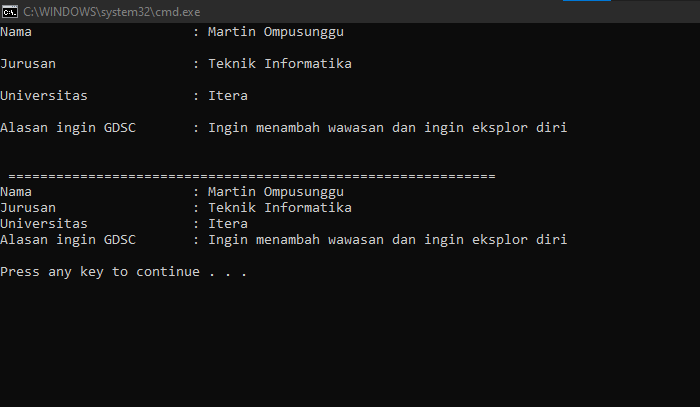 C:\WINDOWS\system32\cmd.exe
Nama : Martin Ompusunggu
Jurusan : Teknik Informatika
Universitas : Itera
Alasan ingin GDSC : Ingin menambah wawasan dan ingin eksplor diri
=============================================================
Nama : Martin Ompusunggu
Jurusan : Teknik Informatika
Universitas : Itera
Alasan ingin GDSC : Ingin menambah wawasan dan ingin eksplor diri
Press any key to continue . . .